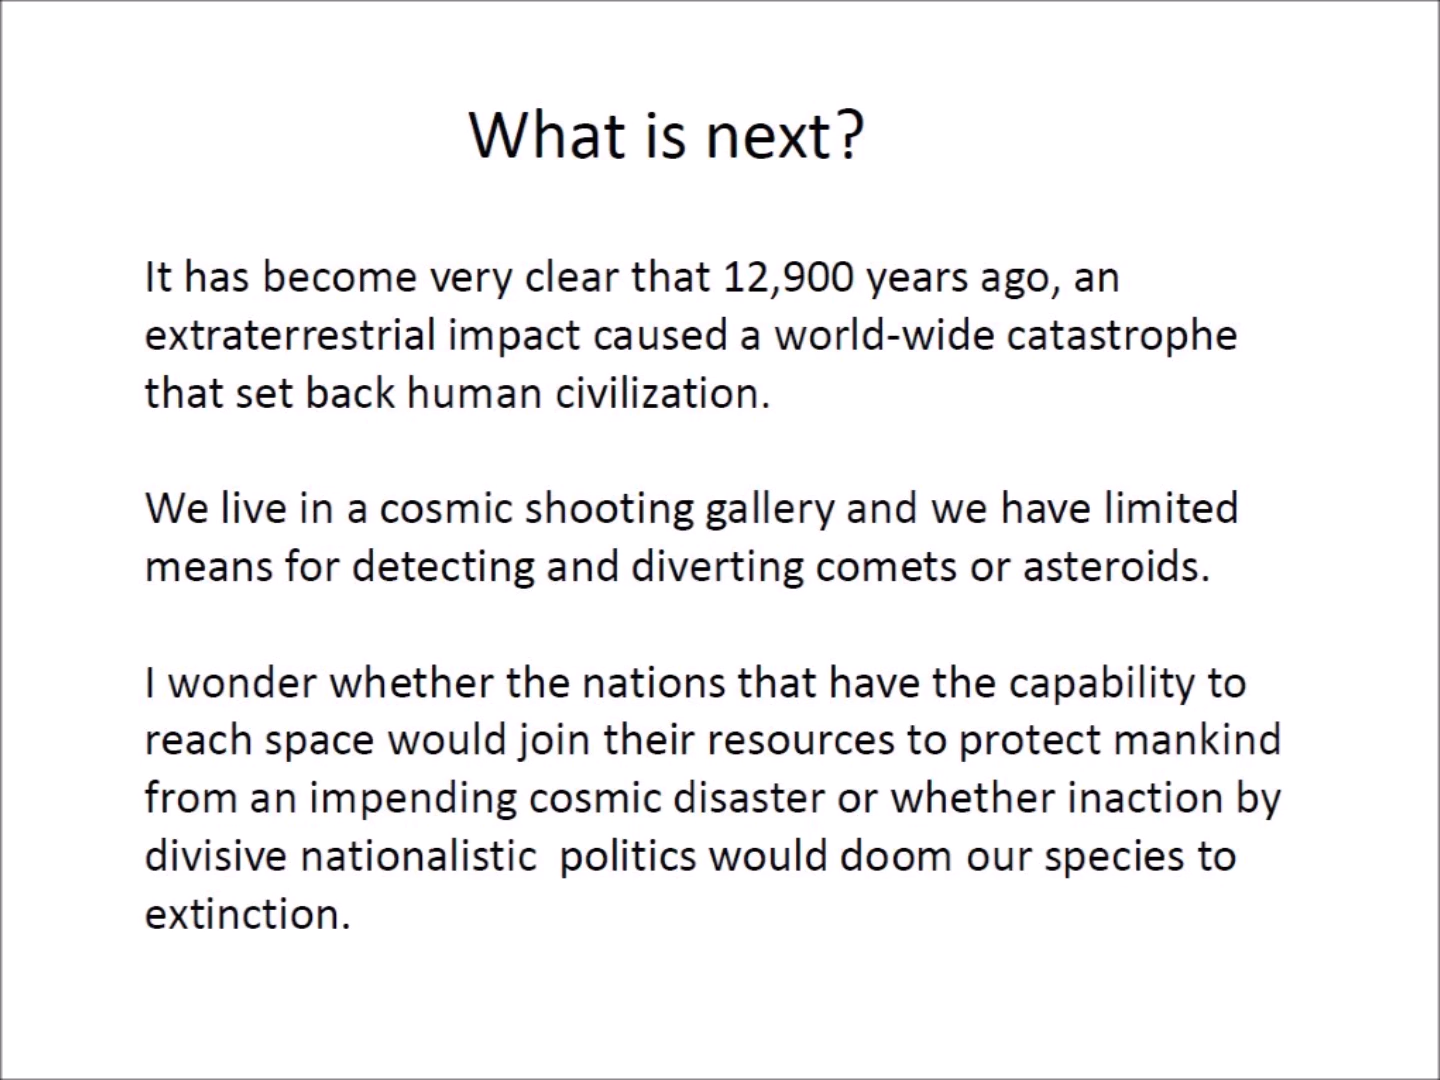 What is next?
It has become very clear that 12,900 years ago, an
extraterrestrial impact caused a world-wide catastrophe
that set back human civilization.
We live in a cosmic shooting gallery and we have limited
means for detecting and diverting comets or asteroids.
I wonder whether the nations that have the capability to
reach space would join their resources to protect mankind
from an impending cosmic disaster or whether inaction by
divisive nationalistic  politics would doom our species to
extinction.